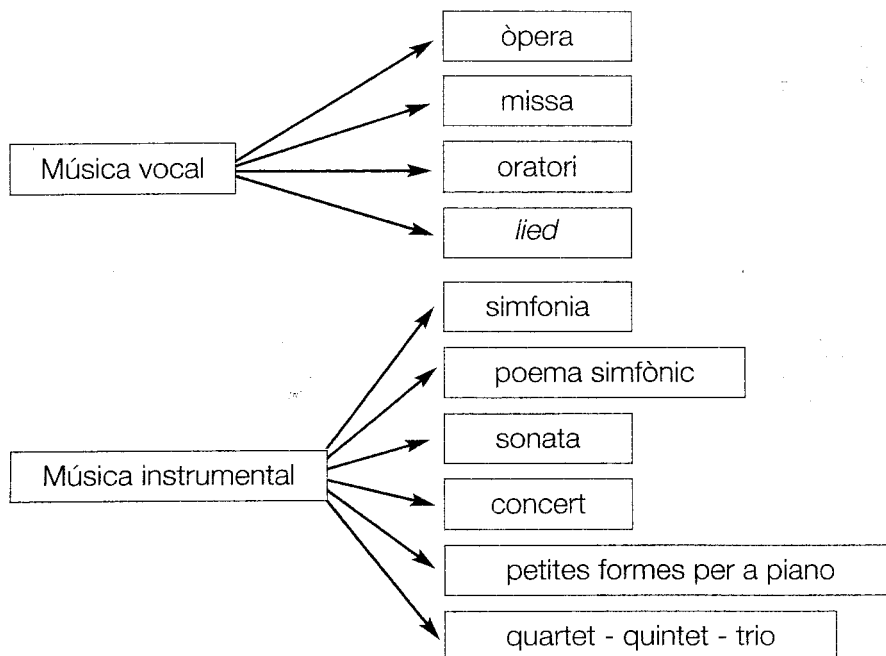 Música vocal
òpera
missa
oratori
lied
Música instrumental
simfonia
poema simfònic
sonata
concert
petites formes per a piano
quartet - quintet - trio